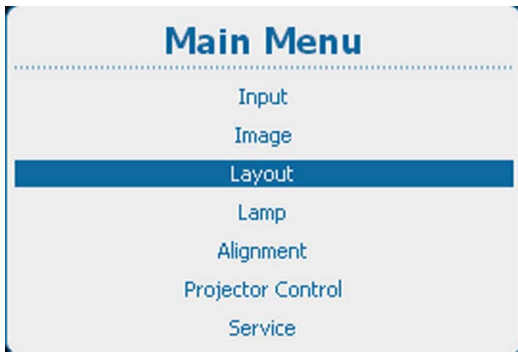 Main Menu
Input
Image
Layout
Lamp
Alignment
Projector Control
Service